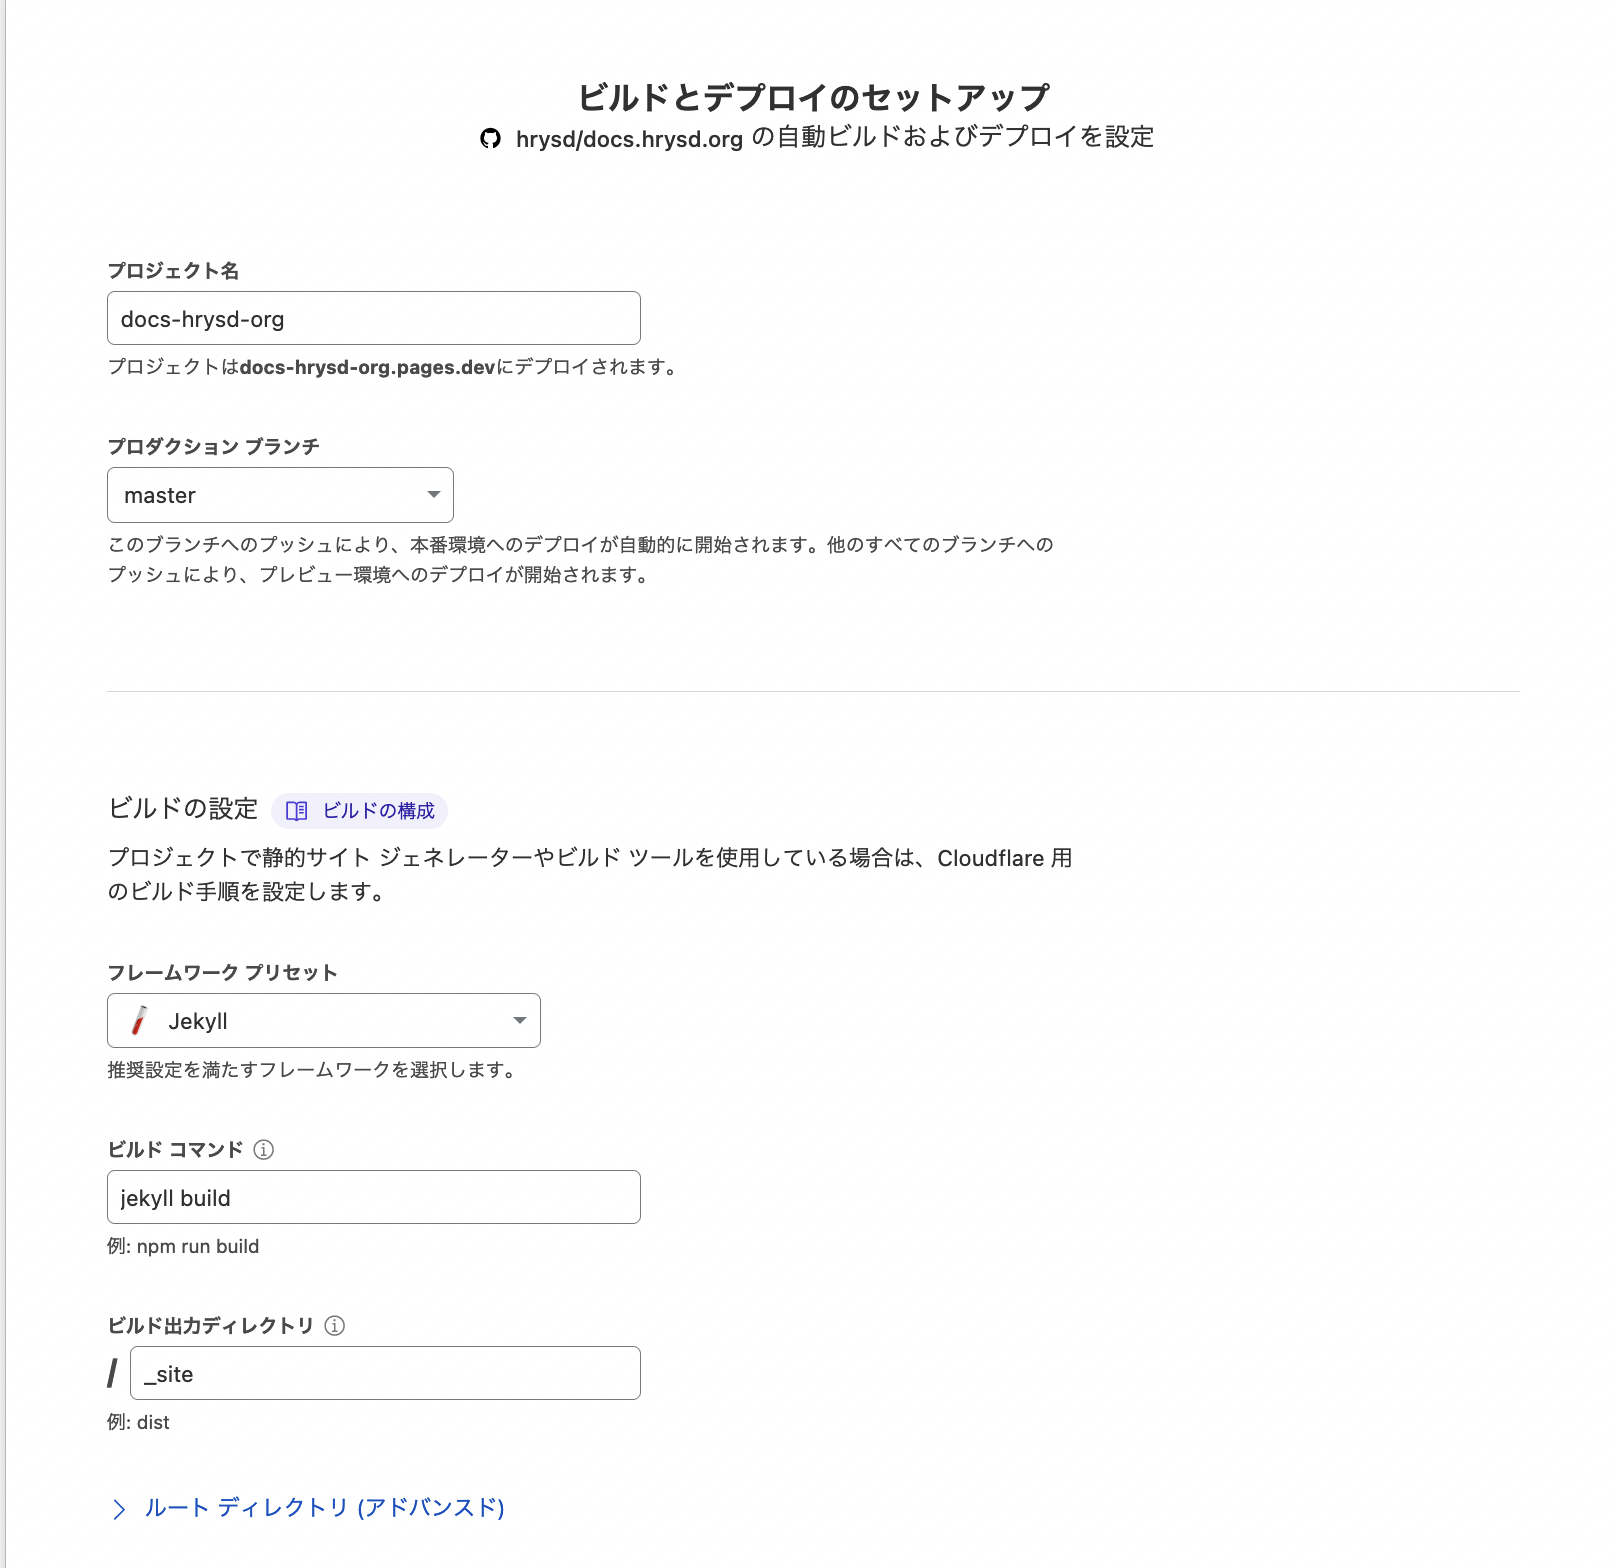 ビルドとデプロイのセットアップ
hrysd/docs.hrysd.org の自動ビルドおよびデプロイを設定
プロジェクト名
docs-hrysd-org
プロジェクトはdocs-hrysd-org.pages.devにデプロイされます。
プロダクション ブランチ
master
このブランチへのプッシュにより、本番環境へのデプロイが自動的に開始されます。他のすべてのブランチへの
プッシュにより、プレビュー環境へのデプロイが開始されます。
ビルドの設定 ビルドの構成
プロジェクトで静的サイト ジェネレーターやビルド ツールを使用している場合は、Cloudflare 用
のビルド手順を設定します。
フレームワーク プリセット
Jekyll
推奨設定を満たすフレームワークを選択します。
ビルド コマンド
jekyll build
例: npm run build
ビルド出力ディレクトリ
/ _site
例: dist
ルート ディレクトリ (アドバンスド)